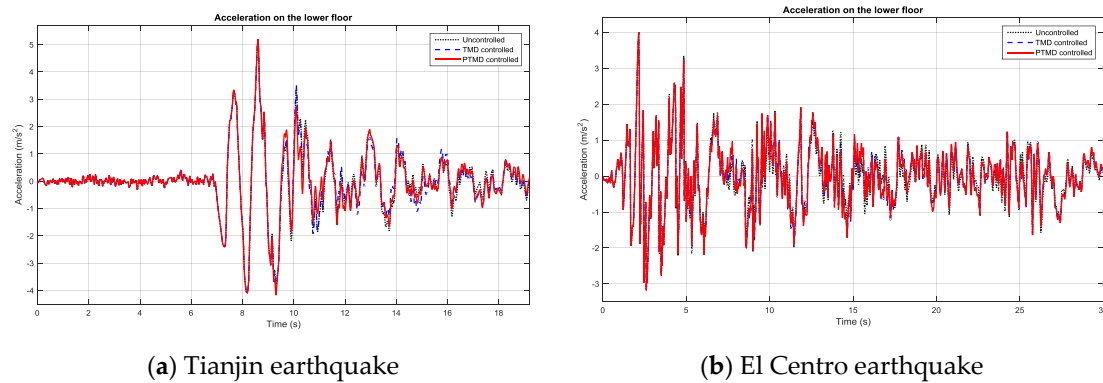 Acceleration on the lower floor
Uncontrolled
TMD controlled
PTMD controlled
Acceleration (m/s²)
5
4
3
2
1
0
-1
-2
-3
-4
0 2 4 6 8 10 12 14 16 18
Time (s)
(a) Tianjin earthquake
Acceleration on the lower floor
Uncontrolled
TMD controlled
PTMD controlled
Acceleration (m/s²)
4
3
2
1
0
-1
-2
-3
0 5 10 15 20 25
Time (s)
(b) El Centro earthquake